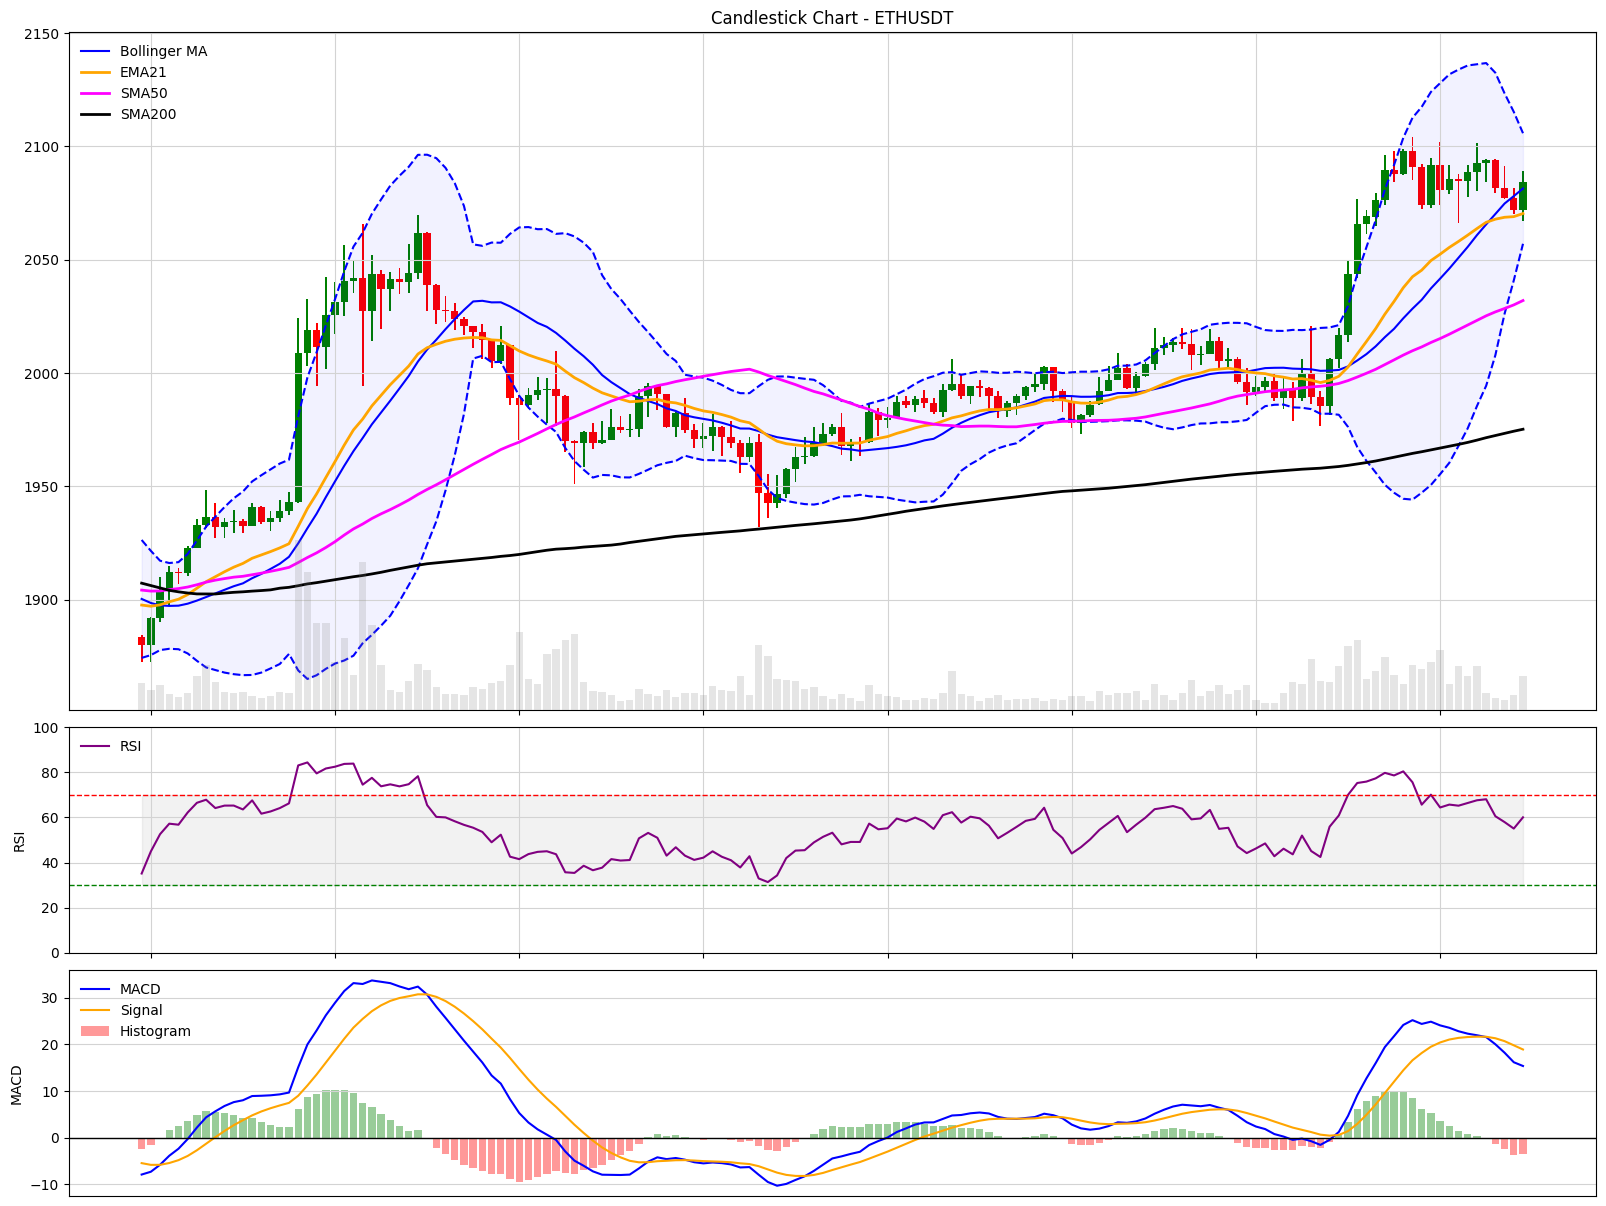 Candlestick Chart - ETHUSDT
2150
2100
2050
2000
1950
1900
Bollinger MA
EMA21
SMA50
SMA200
100
80
60
40
20
0
RSI
RSI
30
20
10
0
−10
MACD
MACD
Signal
Histogram